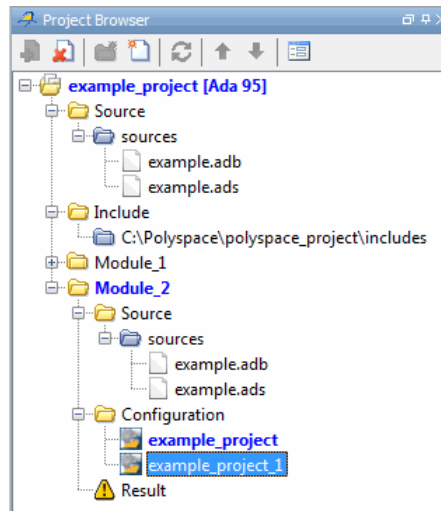 Project Browser
example_project [Ada 95]
Source
sources
example.adb
example.ads
Include
C:\Polyspace\polyspace_project\includes
Module_1
Module_2
Source
sources
example.adb
example.ads
Configuration
example_project
example_project_1
Result